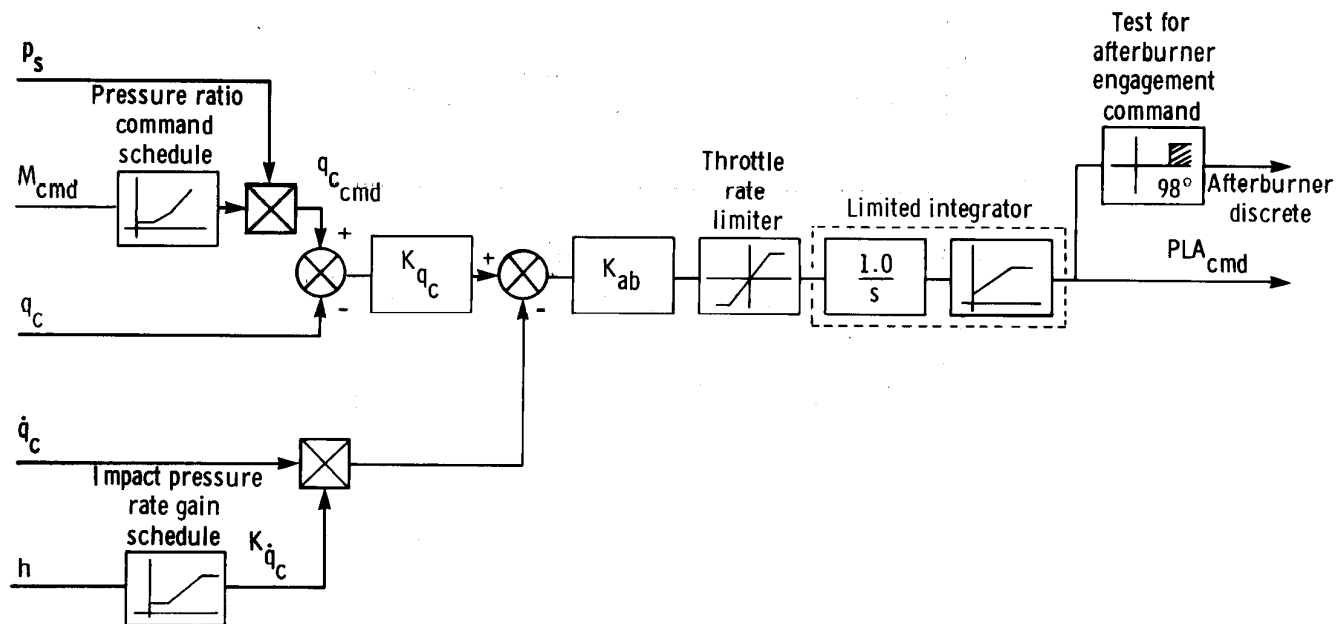 p_s
Pressure ratio
command
schedule
M_cmd
q_c_cmd
+
-
q_c
K_q_c
+
-
K_ab
Throttle
rate
limiter
Limited integrator
1.0
s
Test for
afterburner
engagement
command
98°
Afterburner
discrete
PLA_cmd
q̇_c
Impact pressure
rate gain
schedule
K_q̇_c
h